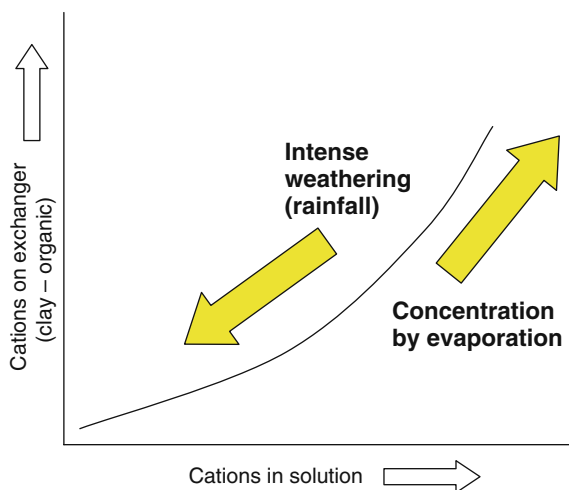 Cations on exchanger
(clay – organic)
Intense
weathering
(rainfall)
Concentration
by evaporation
Cations in solution